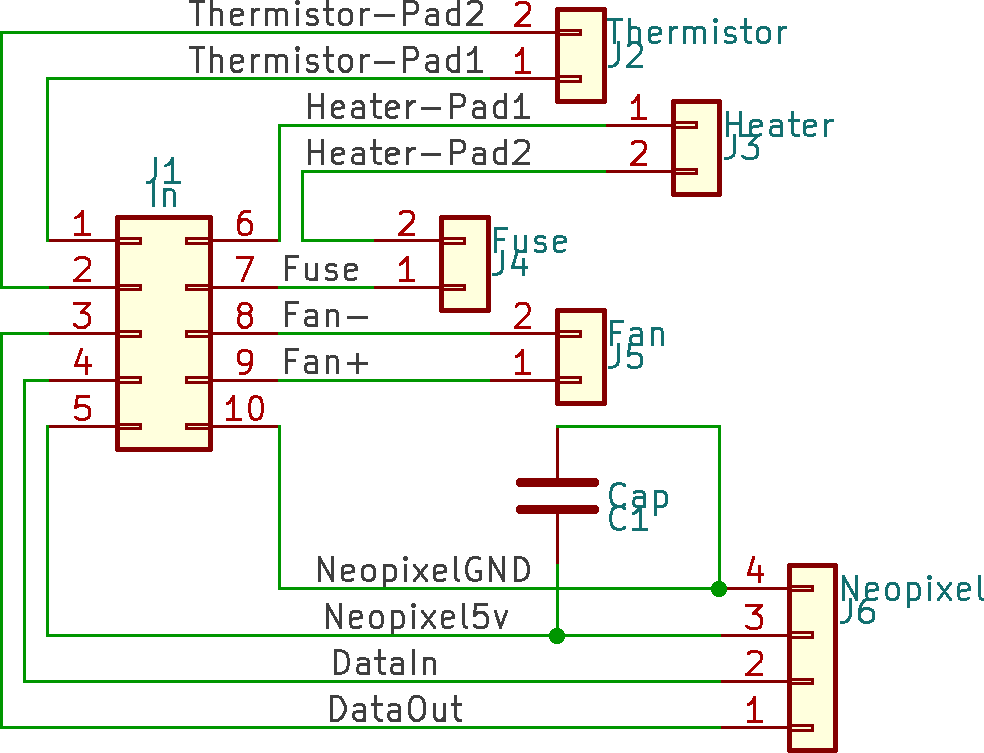 Thermistor-Pad2 2
Thermistor
J2
Thermistor-Pad1 1
Heater-Pad1 1
Heater
J3
Heater-Pad2 2
J1
In
1 6
2 Fuse
J4
2 7 Fuse 1
3 8 Fan- 2
Fan
J5
4 9 Fan+ 1
5 10
Cap
C1
NeopixelGND 4
Neopixel
J6
Neopixel5v 3
DataIn 2
DataOut 1